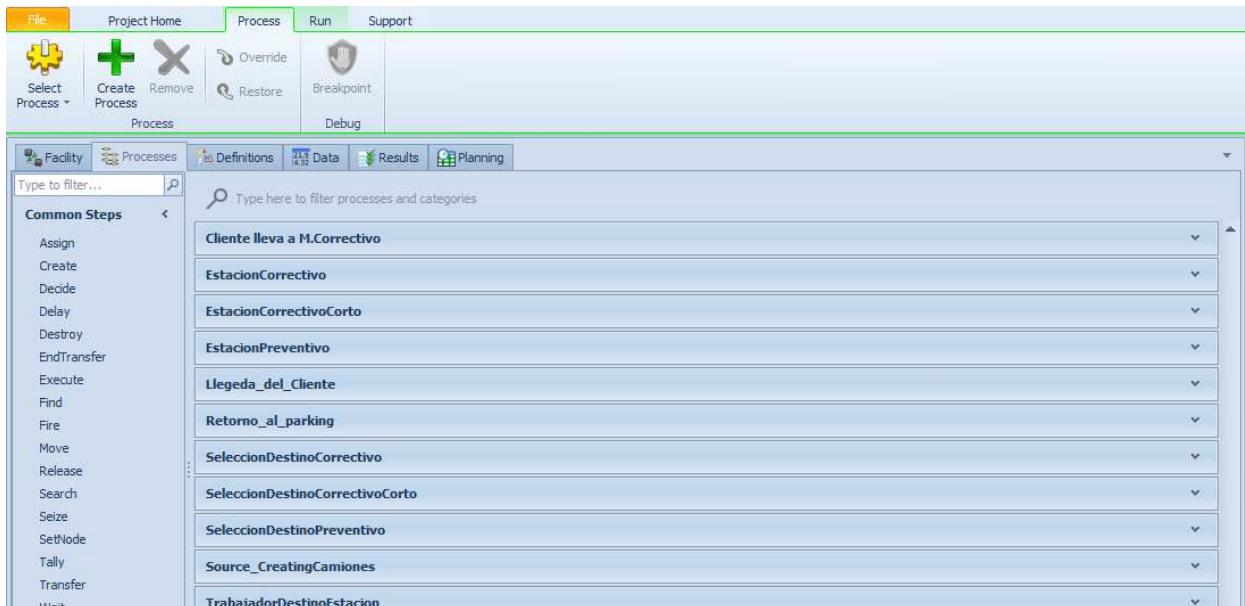 File Project Home Process Run Support
Select Process
Create Process
Remove
Override
Restore
Breakpoint
Process Debug
Facility Processes Definitions Data Results Planning
Type to filter...
Type here to filter processes and categories
Common Steps
Assign
Create
Decide
Delay
Destroy
EndTransfer
Execute
Find
Fire
Move
Release
Search
Seize
SetNode
Tally
Transfer
Wait
Cliente lleva a M.Correctivo
EstacionCorrectivo
EstacionCorrectivoCorto
EstacionPreventivo
Llegeda_del_Cliente
Retorno_al_parking
SeleccionDestinoCorrectivo
SeleccionDestinoCorrectivoCorto
SeleccionDestinoPreventivo
Source_CreatingCamiones
TrabajadorDestinoEstacion